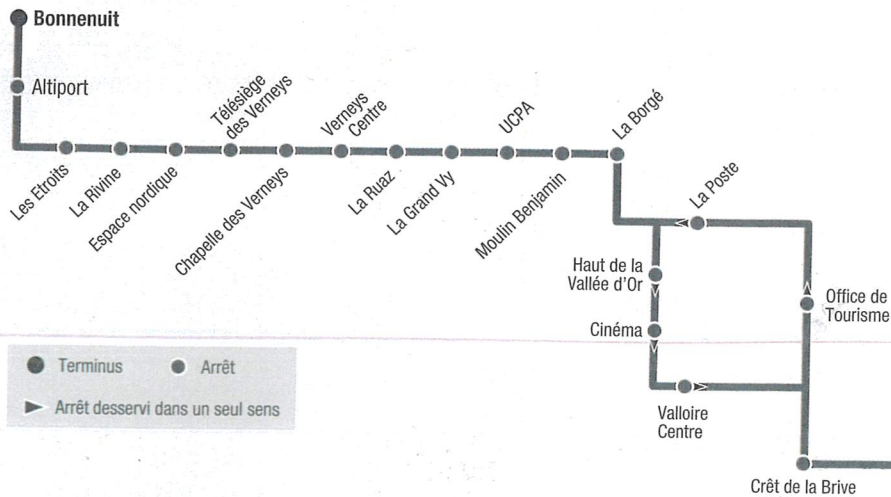 Bonnenuit
Altiport
Les Etroits
La Rivine
Espace nordique
Télésiège
des Verneys
Chapelle des Verneys
Verneys
Centre
La Ruaz
La Grand Vy
UCPA
Moulin Benjamin
La Borgé
La Poste
Haut de la
Vallée d'Or
Cinéma
Valloire
Centre
Office de
Tourisme
Crêt de la Brive
Terminus
Arrêt
Arrêt desservi dans un seul sens